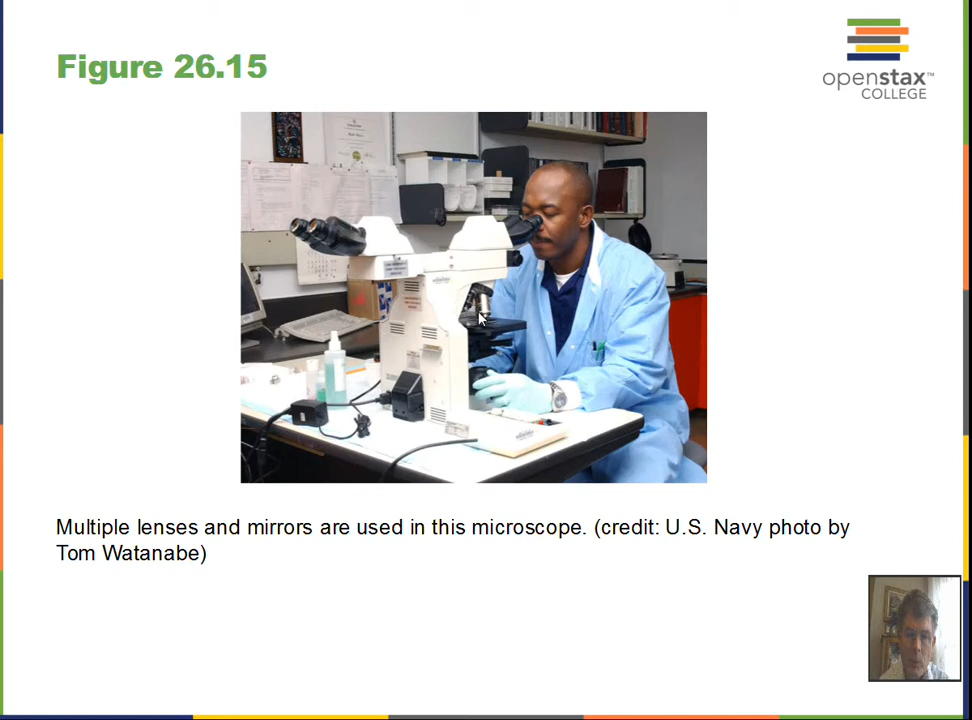 Figure 26.15
openstax™
COLLEGE
Multiple lenses and mirrors are used in this microscope. (credit: U.S. Navy photo by
Tom Watanabe)